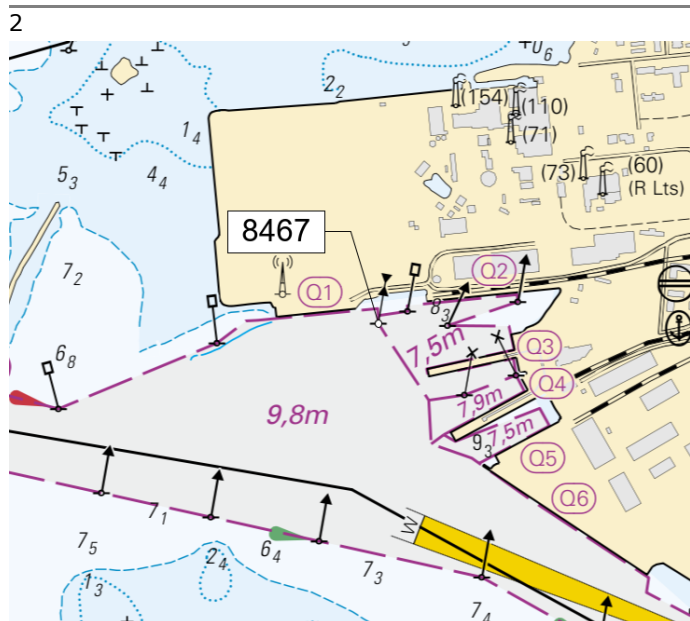 2
0₆
2₂
(154)
(110)
(71)
1₄
(73)
(60)
(R Lts)
5₃
4₄
8467
7₂
Q1
Q2
8₃
7,5m
Q3
6₈
Q4
9,8m
7,9m
7,5m
9₃
Q5
Q6
7₁
W
7₅
6₄
2₄
7₃
1₃
7₄